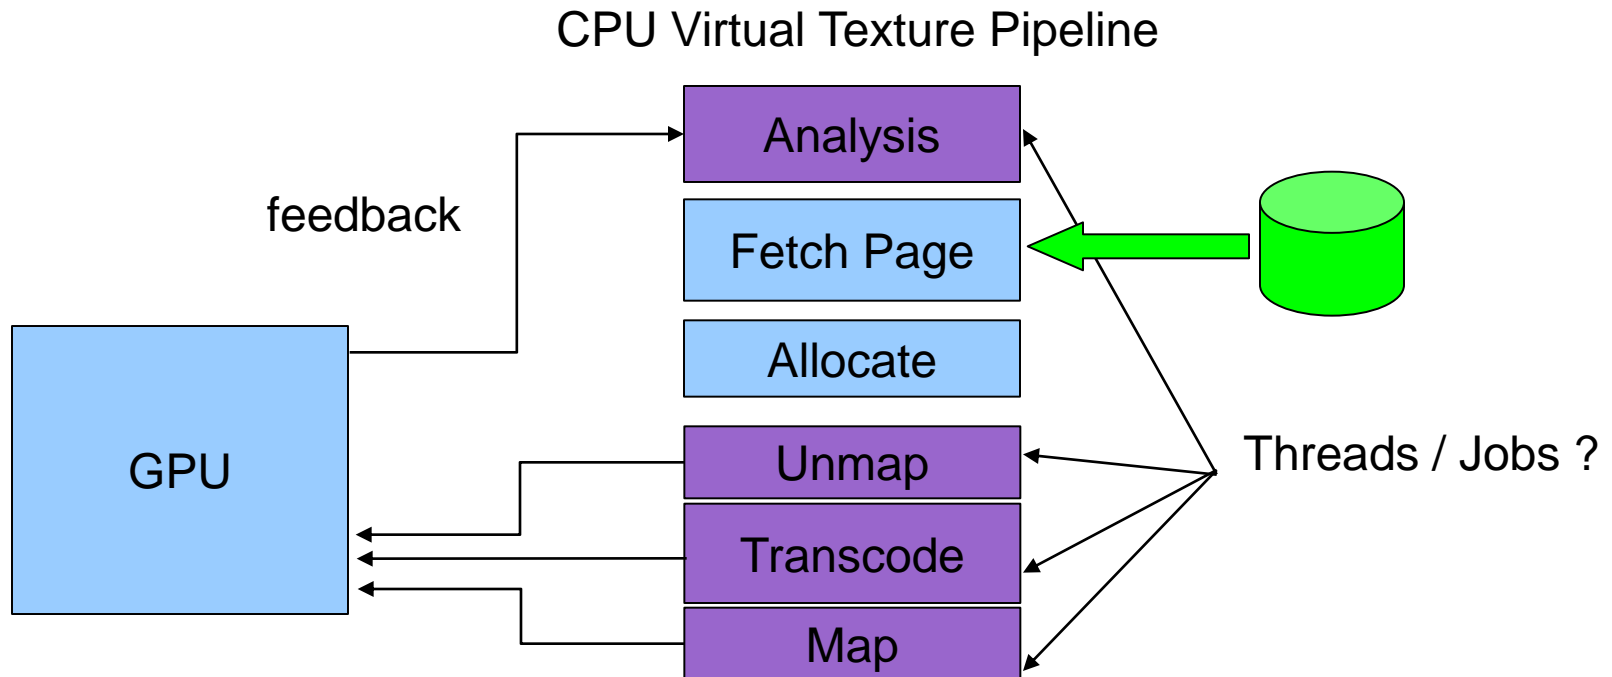 CPU Virtual Texture Pipeline
Analysis
feedback
Fetch Page
Allocate
GPU
Unmap
Threads / Jobs ?
Transcode
Map